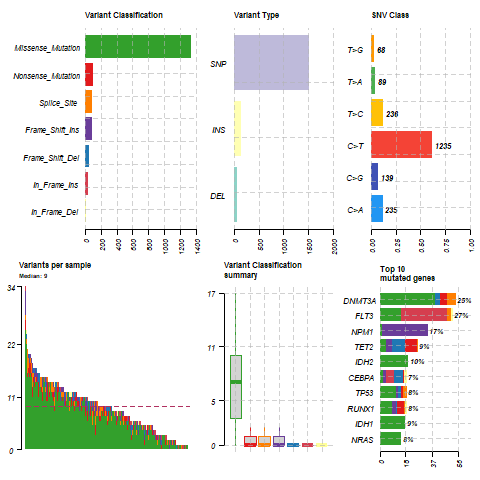 Variant Classification
Missense_Mutation
Nonsense_Mutation
Splice_Site
Frame_Shift_Ins
Frame_Shift_Del
In_Frame_Ins
In_Frame_Del
0
200
400
600
800
1000
1200
1400
Variant Type
SNP
INS
DEL
0
500
1000
1500
2000
SNV Class
T>G
T>A
T>C
C>T
C>G
C>A
68
89
236
1235
139
235
0.00
0.25
0.50
0.75
1.00
Variants per sample
Median: 9
34
22
11
0
Variant Classification
summary
17
11
5
0
Top 10
mutated genes
DNMT3A
FLT3
NPM1
TET2
IDH2
CEBPA
TP53
RUNX1
IDH1
NRAS
27%
17%
9%
10%
7%
8%
8%
9%
8%
0
18
37
55